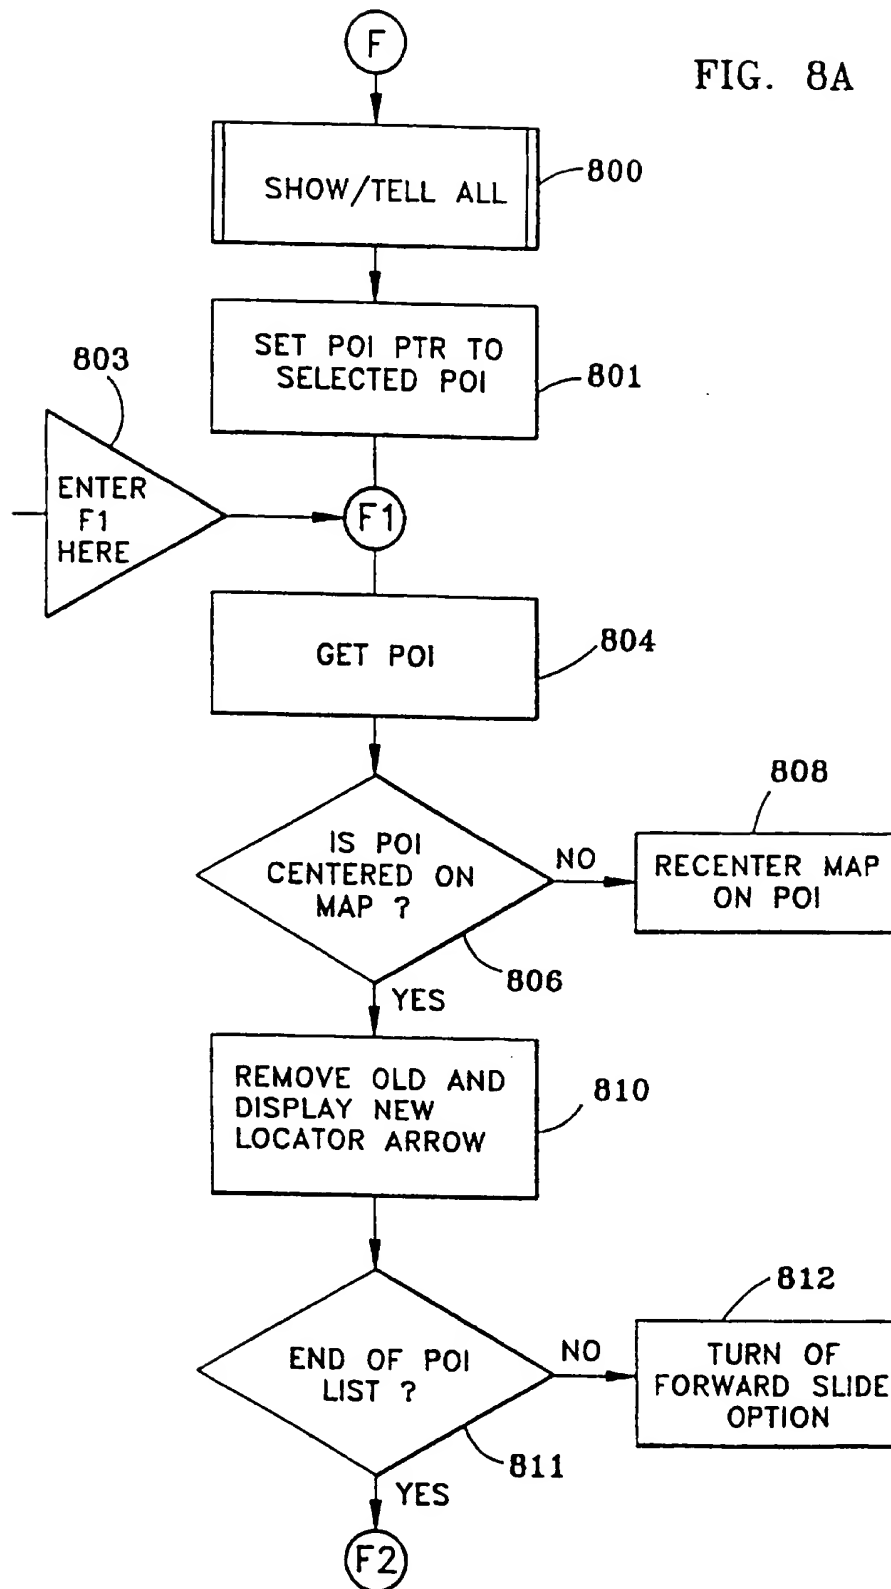 F
FIG. 8A
SHOW/TELL ALL
800
SET POI PTR TO
SELECTED POI
801
803
ENTER
F1
HERE
F1
GET POI
804
IS POI
CENTERED ON
MAP ?
806
NO
808
RECENTER MAP
ON POI
YES
REMOVE OLD AND
DISPLAY NEW
LOCATOR ARROW
810
END OF POI
LIST ?
811
NO
812
TURN OF
FORWARD SLIDE
OPTION
YES
F2